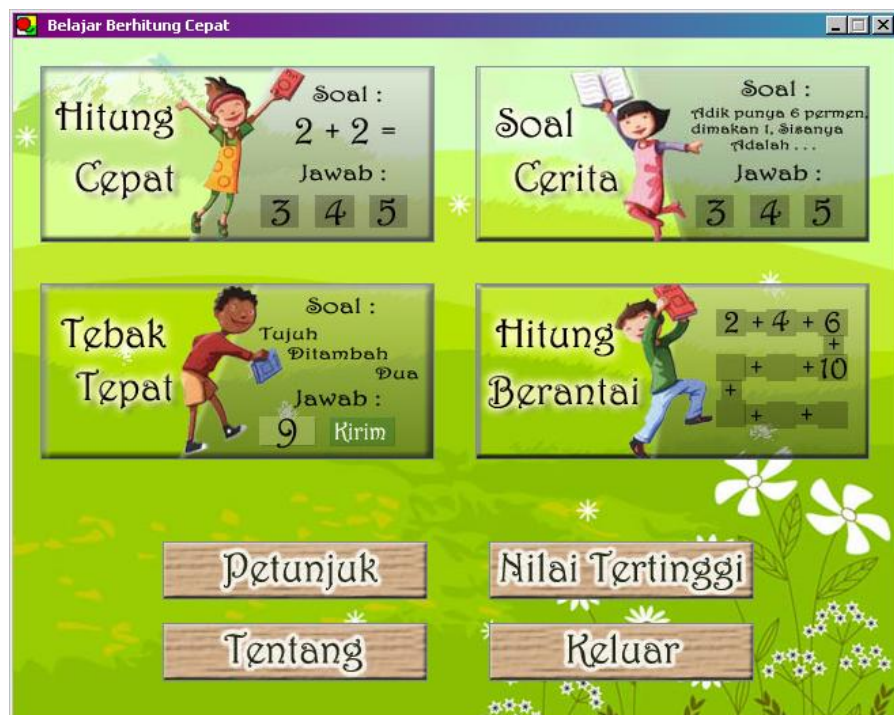 Belajar Berhitung Cepat
Hitung
Cepat
Soal :
2 + 2 =
Jawab :
3 4 5
Soal
Cerita
Soal :
Adik punya 6 permen,
dimakan 1, Sisanya
Adalah . . .
Jawab :
3 4 5
Tebak
Tepat
Soal :
Tujuh
Ditambah
Dua
Jawab :
9 Kirim
Hitung
Berantai
2 + 4 + 6
+
+ + 10
+
+ +
Petunjuk
Nilai Tertinggi
Tentang
Keluar